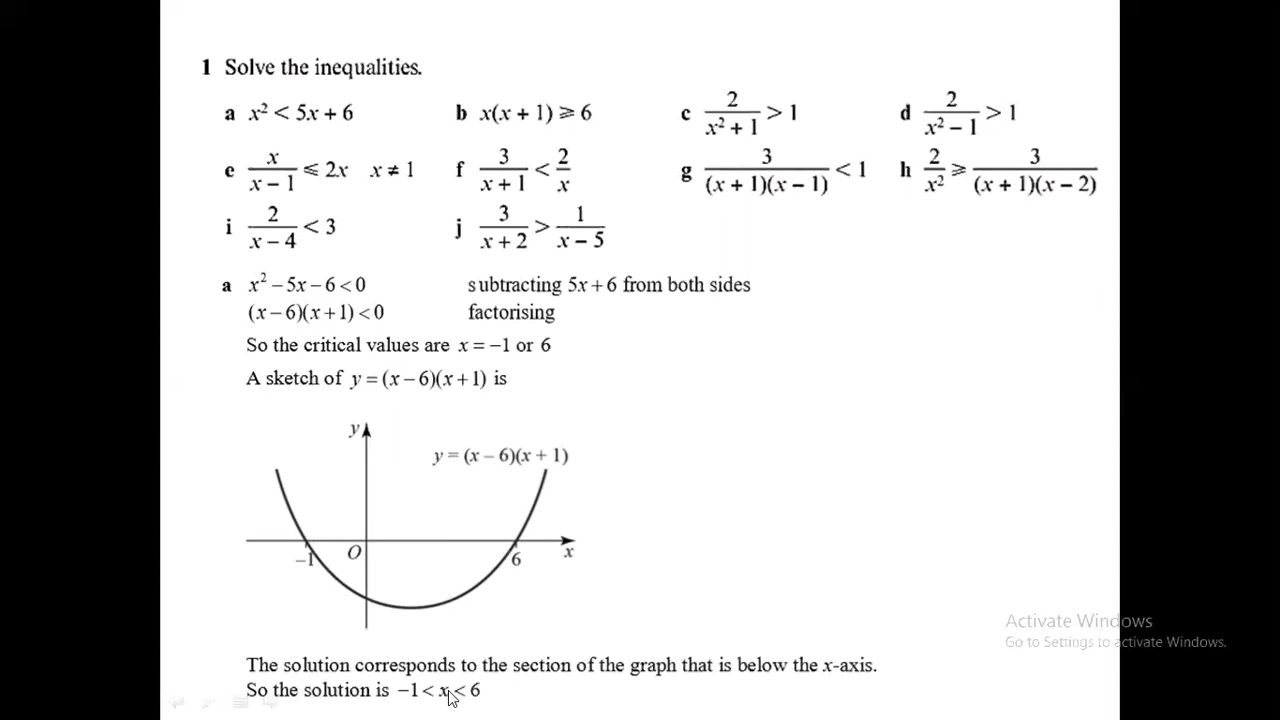 1 Solve the inequalities.
a x² < 5x + 6 b x(x + 1) ⩾ 6 c 2/(x² + 1) > 1 d 2/(x² − 1) > 1
e x/(x − 1) ⩽ 2x x ≠ 1 f 3/(x + 1) < 2/x g 3/((x + 1)(x − 1)) < 1 h 2/x² ⩾ 3/((x + 1)(x − 2))
i 2/(x − 4) < 3 j 3/(x + 2) > 1/(x − 5)
a x² − 5x − 6 < 0 subtracting 5x + 6 from both sides
(x − 6)(x + 1) < 0 factorising
So the critical values are x = −1 or 6
A sketch of y = (x − 6)(x + 1) is
y
y = (x − 6)(x + 1)
−1 O 6 x
Activate Windows
Go to Settings to activate Windows.
The solution corresponds to the section of the graph that is below the x-axis.
So the solution is −1 < x < 6